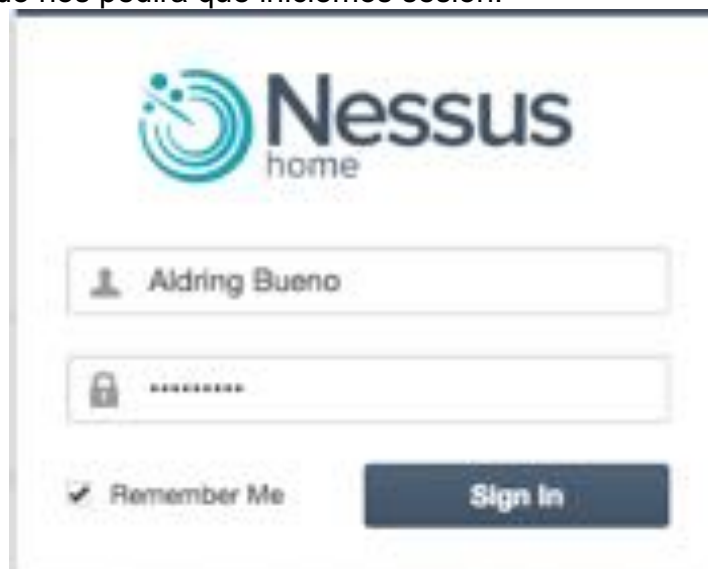 nos pedirá que iniciemos sesión.
Nessus
home
Aldring Bueno
•••••••••
Remember Me
Sign In